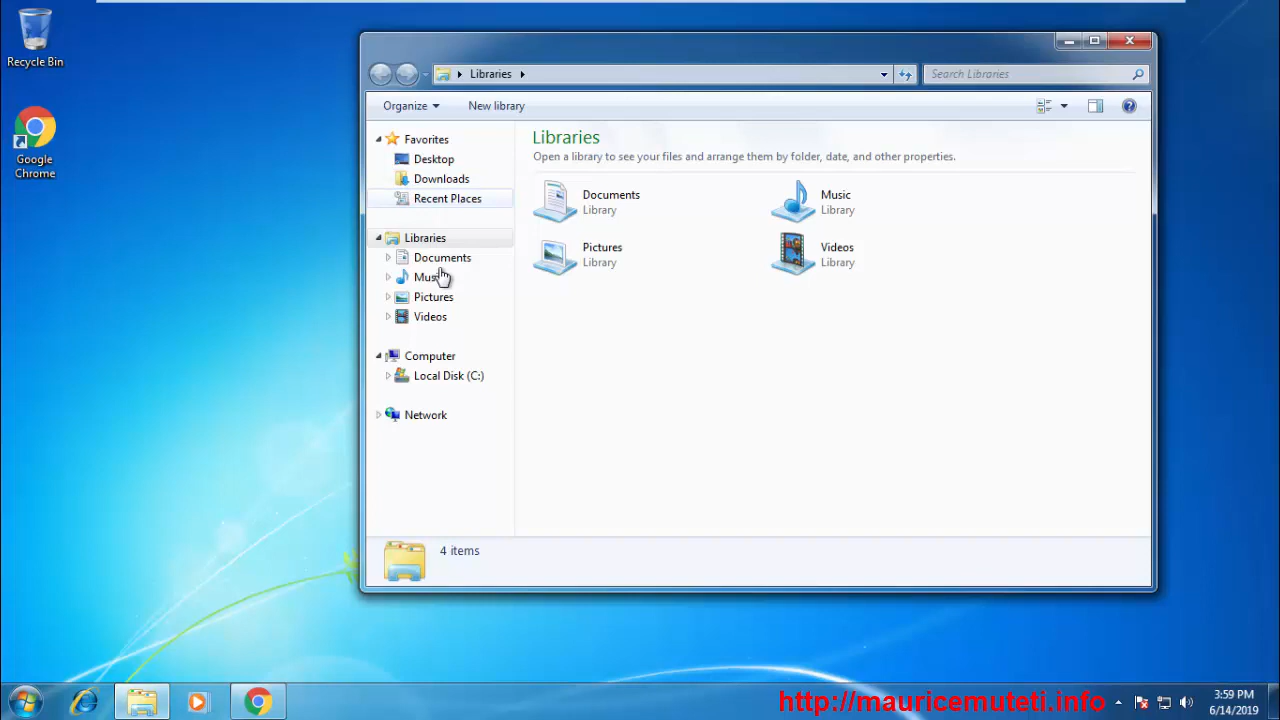 Recycle Bin
Google
Chrome
Libraries
Search Libraries
Organize
New library
Favorites
Desktop
Downloads
Recent Places
Libraries
Documents
Mus
Pictures
Videos
Computer
Local Disk (C:)
Network
Libraries
Open a library to see your files and arrange them by folder, date, and other properties.
Documents
Library
Music
Library
Pictures
Library
Videos
Library
4 items
http://mauricemuteti.info
3:59 PM
6/14/2019